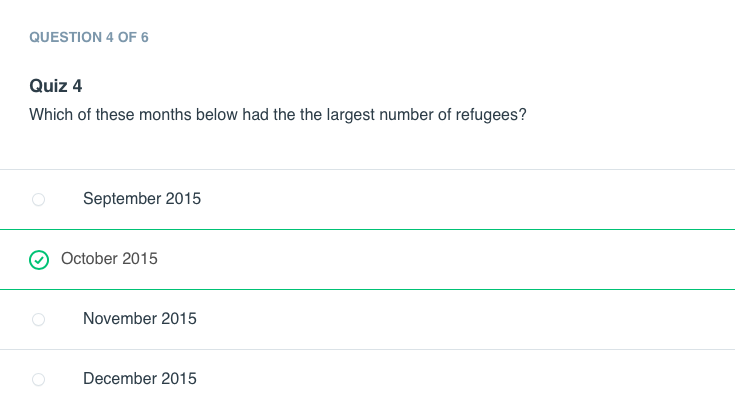 QUESTION 4 OF 6
Quiz 4
Which of these months below had the the largest number of refugees?
September 2015
October 2015
November 2015
December 2015